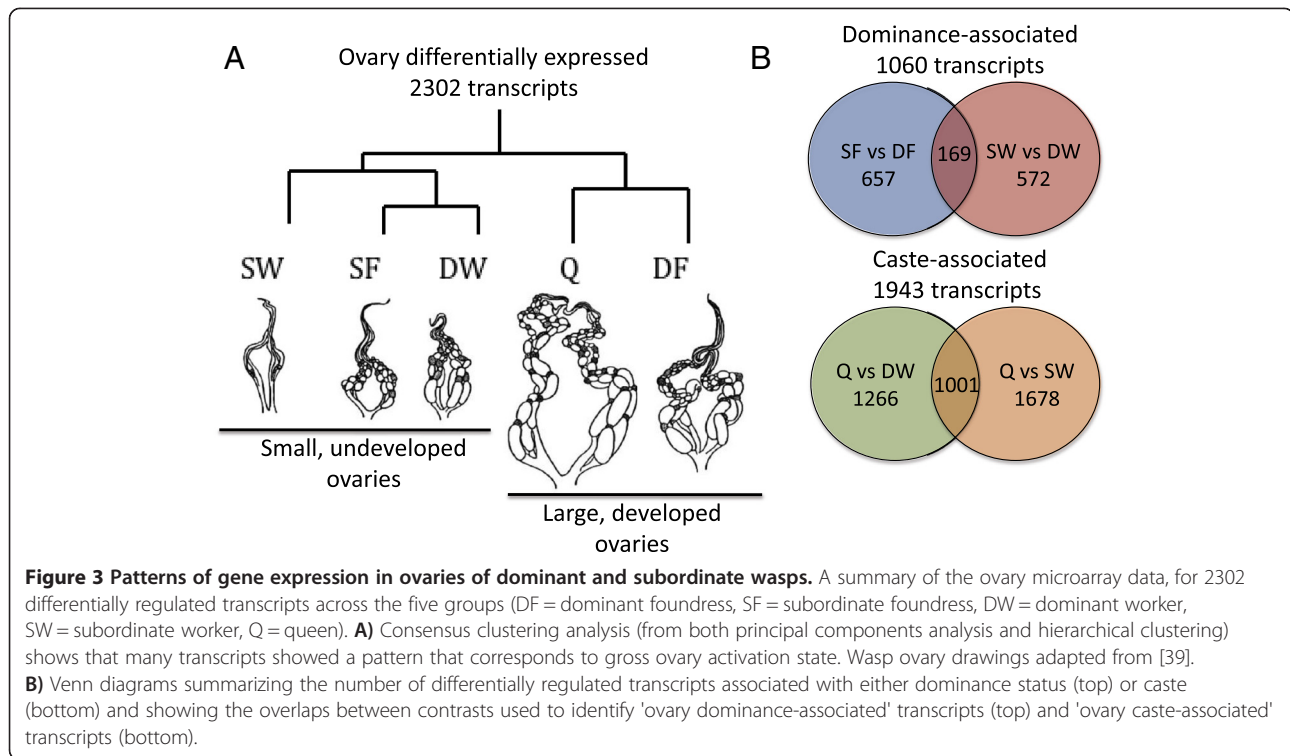 A
Ovary differentially expressed
2302 transcripts
SW
SF
DW
Q
DF
Small, undeveloped
ovaries
Large, developed
ovaries
B
Dominance-associated
1060 transcripts
SF vs DF
657
169
SW vs DW
572
Caste-associated
1943 transcripts
Q vs DW
1266
1001
Q vs SW
1678
Figure 3 Patterns of gene expression in ovaries of dominant and subordinate wasps. A summary of the ovary microarray data, for 2302
differentially regulated transcripts across the five groups (DF = dominant foundress, SF = subordinate foundress, DW = dominant worker,
SW = subordinate worker, Q = queen). A) Consensus clustering analysis (from both principal components analysis and hierarchical clustering)
shows that many transcripts showed a pattern that corresponds to gross ovary activation state. Wasp ovary drawings adapted from [39].
B) Venn diagrams summarizing the number of differentially regulated transcripts associated with either dominance status (top) or caste
(bottom) and showing the overlaps between contrasts used to identify 'ovary dominance-associated' transcripts (top) and 'ovary caste-associated'
transcripts (bottom).